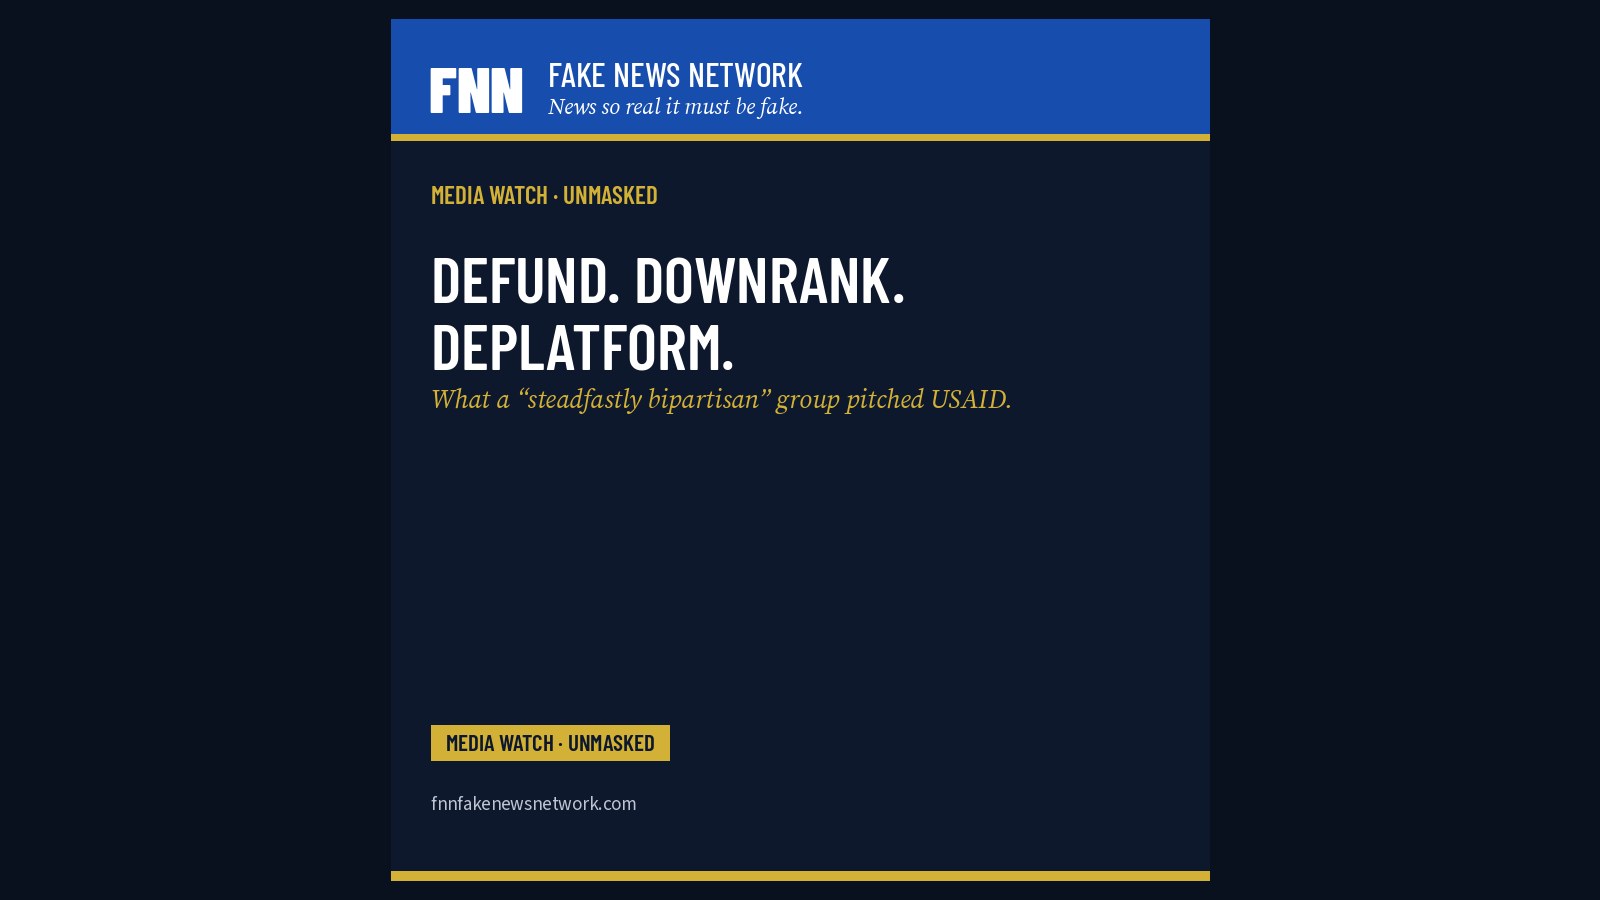 FNN
FAKE NEWS NETWORK
News so real it must be fake.
MEDIA WATCH · UNMASKED
DEFUND. DOWNRANK.
DEPLATFORM.
What a “steadfastly bipartisan” group pitched USAID.
MEDIA WATCH · UNMASKED
fnnfakenewsnetwork.com